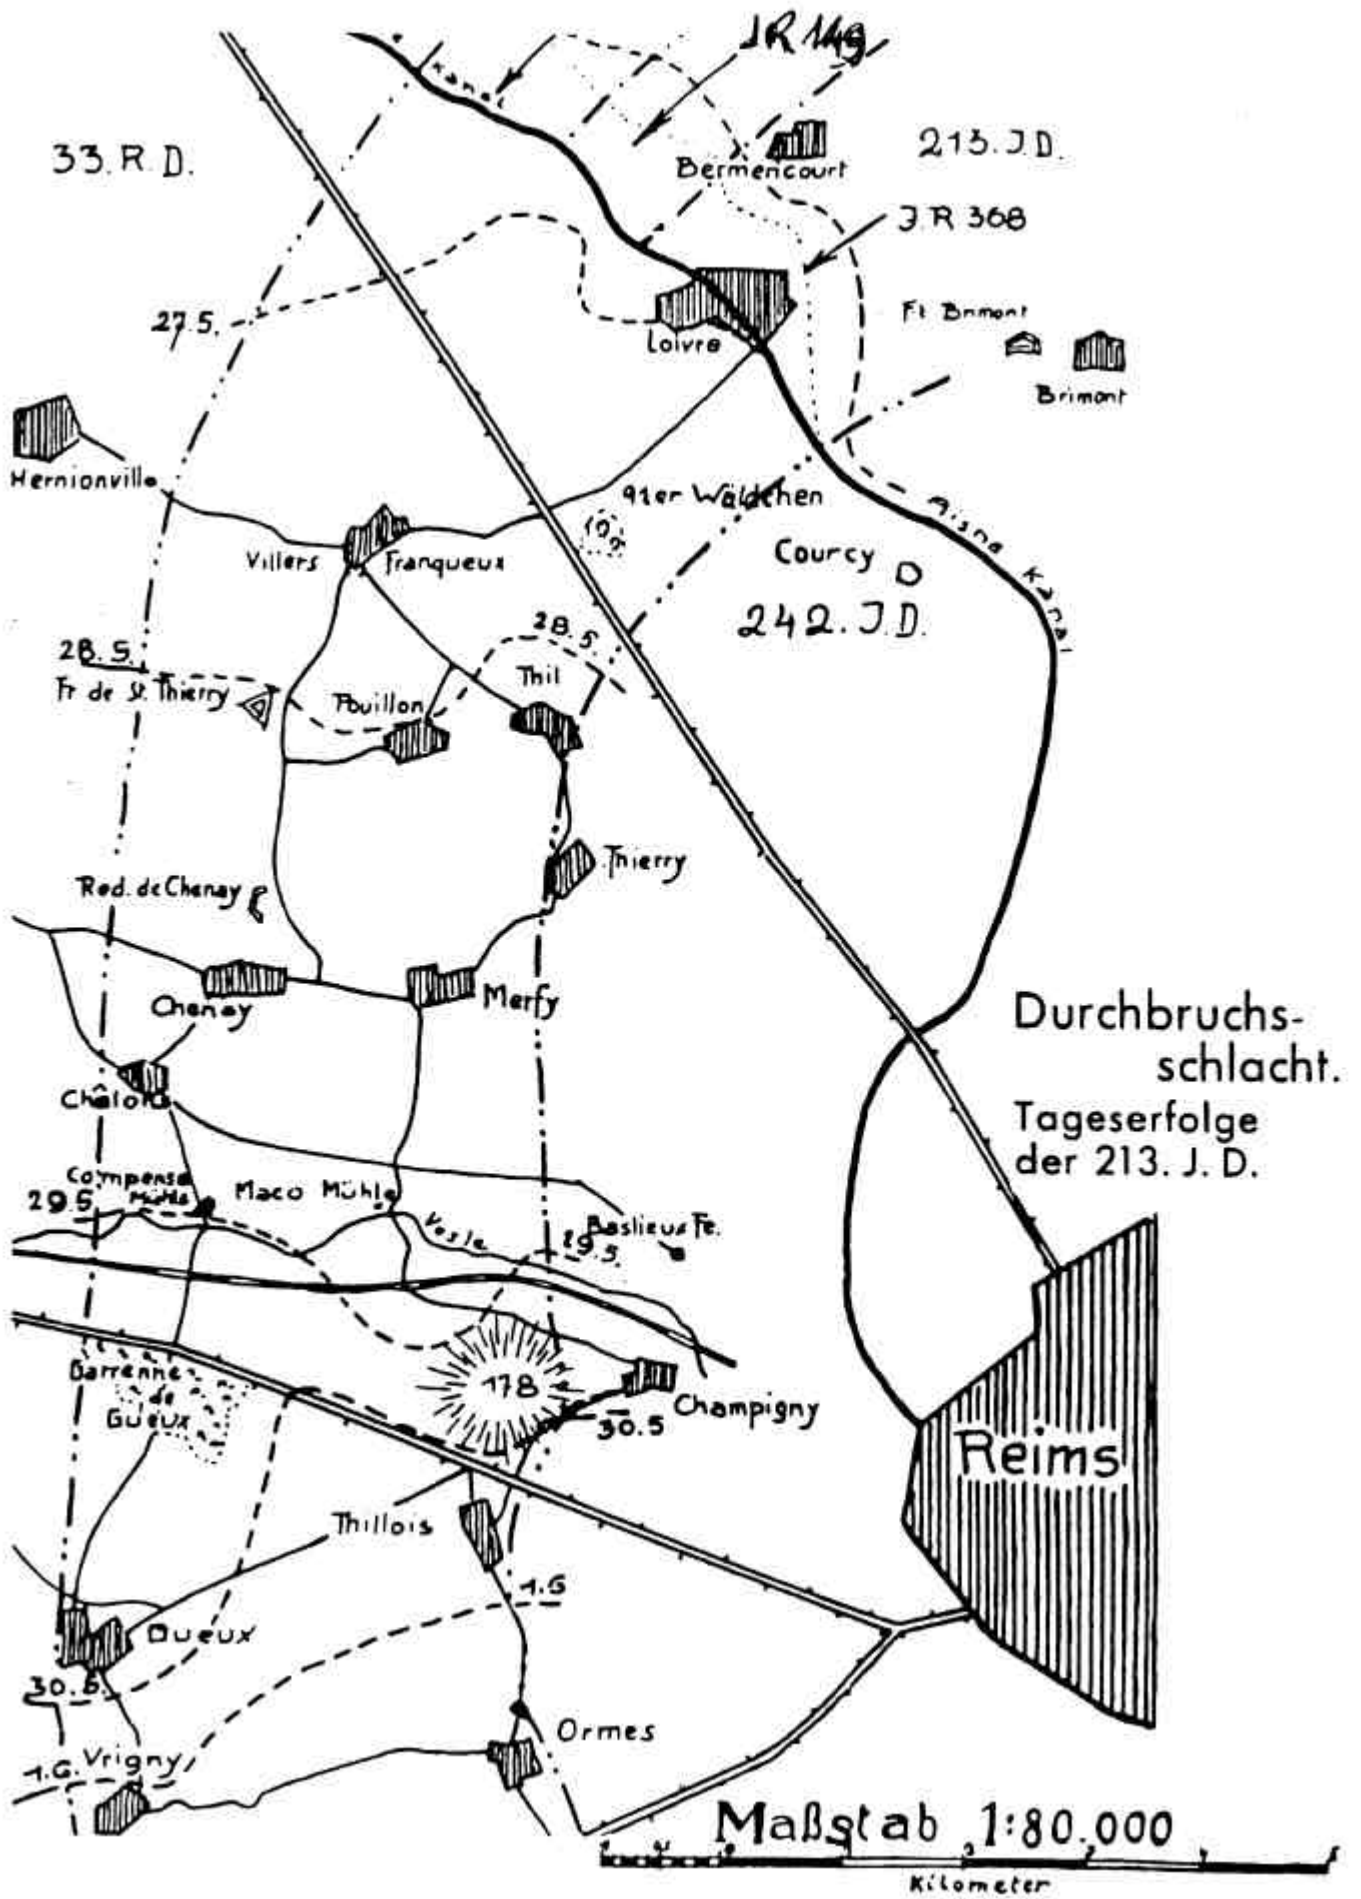 JR 149
Kanal
33. R. D.
213. J. D.
Bermencourt
J. R 368
27.5.
Ft Brimont
Loivre
Brimont
Hernionville
91er Wäldchen
Aisne Kanal
Villers Franqueux
Courcy
242. J. D.
28.5.
28.5.
Fr de St. Thierry
Thil
Pouillon
Thierry
Red. de Chenay
Chenay
Merfy
Durchbruchs-
schlacht.
Tageserfolge
der 213. J. D.
Châlons
Compense
Mühle
Maco Mühle
29.5
Vesle
Baslieux Fe.
29.5.
Garenne
de
Gueux
178
Champigny
30.5
Reims
Thillois
1.6
Gueux
30.5.
Ormes
1.6.
Vrigny
Maßstab 1:80.000
Kilometer